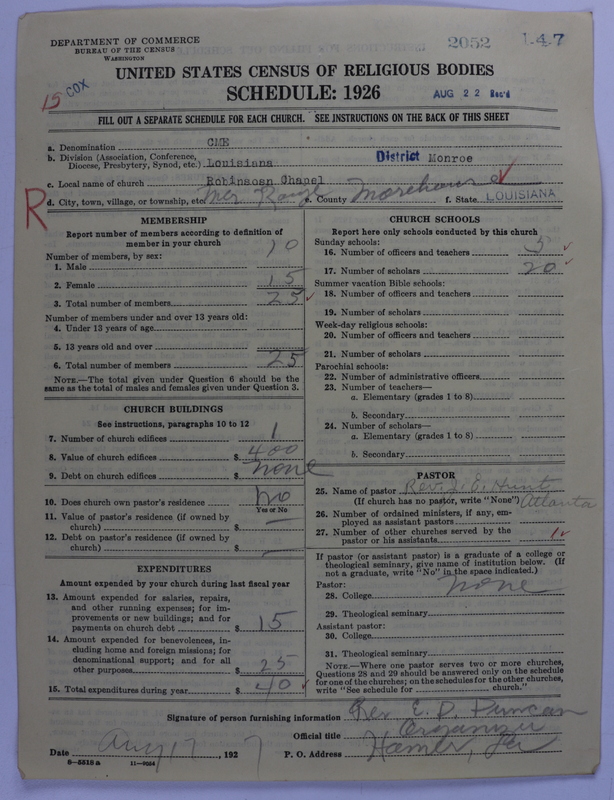 DEPARTMENT OF COMMERCE
BUREAU OF THE CENSUS
WASHINGTON
2052
1-4-7
15 COX
UNITED STATES CENSUS OF RELIGIOUS BODIES
SCHEDULE: 1926
AUG 22 Rec'd
FILL OUT A SEPARATE SCHEDULE FOR EACH CHURCH. SEE INSTRUCTIONS ON THE BACK OF THIS SHEET
a. Denomination CME
b. Division (Association, Conference, Diocese, Presbytery, Synod, etc.) Louisiana District Monroe
c. Local name of church Robinsosn Chapel
R
d. City, town, village, or township, etc. Mer Rouge e. County Morehouse f. State LOUISIANA
MEMBERSHIP
Report number of members according to definition of
member in your church
Number of members, by sex:
1. Male 10
2. Female 15
3. Total number of members 25
Number of members under and over 13 years old:
4. Under 13 years of age
5. 13 years old and over
6. Total number of members 25
NOTE.—The total given under Question 6 should be the
same as the total of males and females given under Question 3.
CHURCH BUILDINGS
See instructions, paragraphs 10 to 12
7. Number of church edifices 1
8. Value of church edifices $ 400
9. Debt on church edifices $ none
10. Does church own pastor's residence no
Yes or No
11. Value of pastor's residence (if owned by
church) $ —
12. Debt on pastor's residence (if owned by
church) $ —
EXPENDITURES
Amount expended by your church during last fiscal year
13. Amount expended for salaries, repairs,
and other running expenses; for im-
provements or new buildings; and for
payments on church debt $ 15
14. Amount expended for benevolences, in-
cluding home and foreign missions; for
denominational support; and for all
other purposes $ 25
15. Total expenditures during year $ 40
CHURCH SCHOOLS
Report here only schools conducted by this church
Sunday schools:
16. Number of officers and teachers 5
17. Number of scholars 20
Summer vacation Bible schools:
18. Number of officers and teachers
19. Number of scholars
Week-day religious schools:
20. Number of officers and teachers
21. Number of scholars
Parochial schools:
22. Number of administrative officers
23. Number of teachers—
a. Elementary (grades 1 to 8)
b. Secondary
24. Number of scholars—
a. Elementary (grades 1 to 8)
b. Secondary
PASTOR
25. Name of pastor Rev. J. E. Hunt
(If church has no pastor, write "None") Atlanta
26. Number of ordained ministers, if any, em-
ployed as assistant pastors
27. Number of other churches served by the
pastor or his assistants 1
If pastor (or assistant pastor) is a graduate of a college or
theological seminary, give name of institution below. (If
not a graduate, write "No" in the space indicated.)
Pastor: none
28. College
29. Theological seminary
Assistant pastor:
30. College
31. Theological seminary
NOTE.—Where one pastor serves two or more churches,
Questions 28 and 29 should be answered only on the schedule
for one of the churches; on the schedules for the other churches,
write "See schedule for church."
Signature of person furnishing information Rev E. D. Duncan
Official title Organizer
Date Aug 17, 1927 P. O. Address Homer, La
8-5518a 11-9054